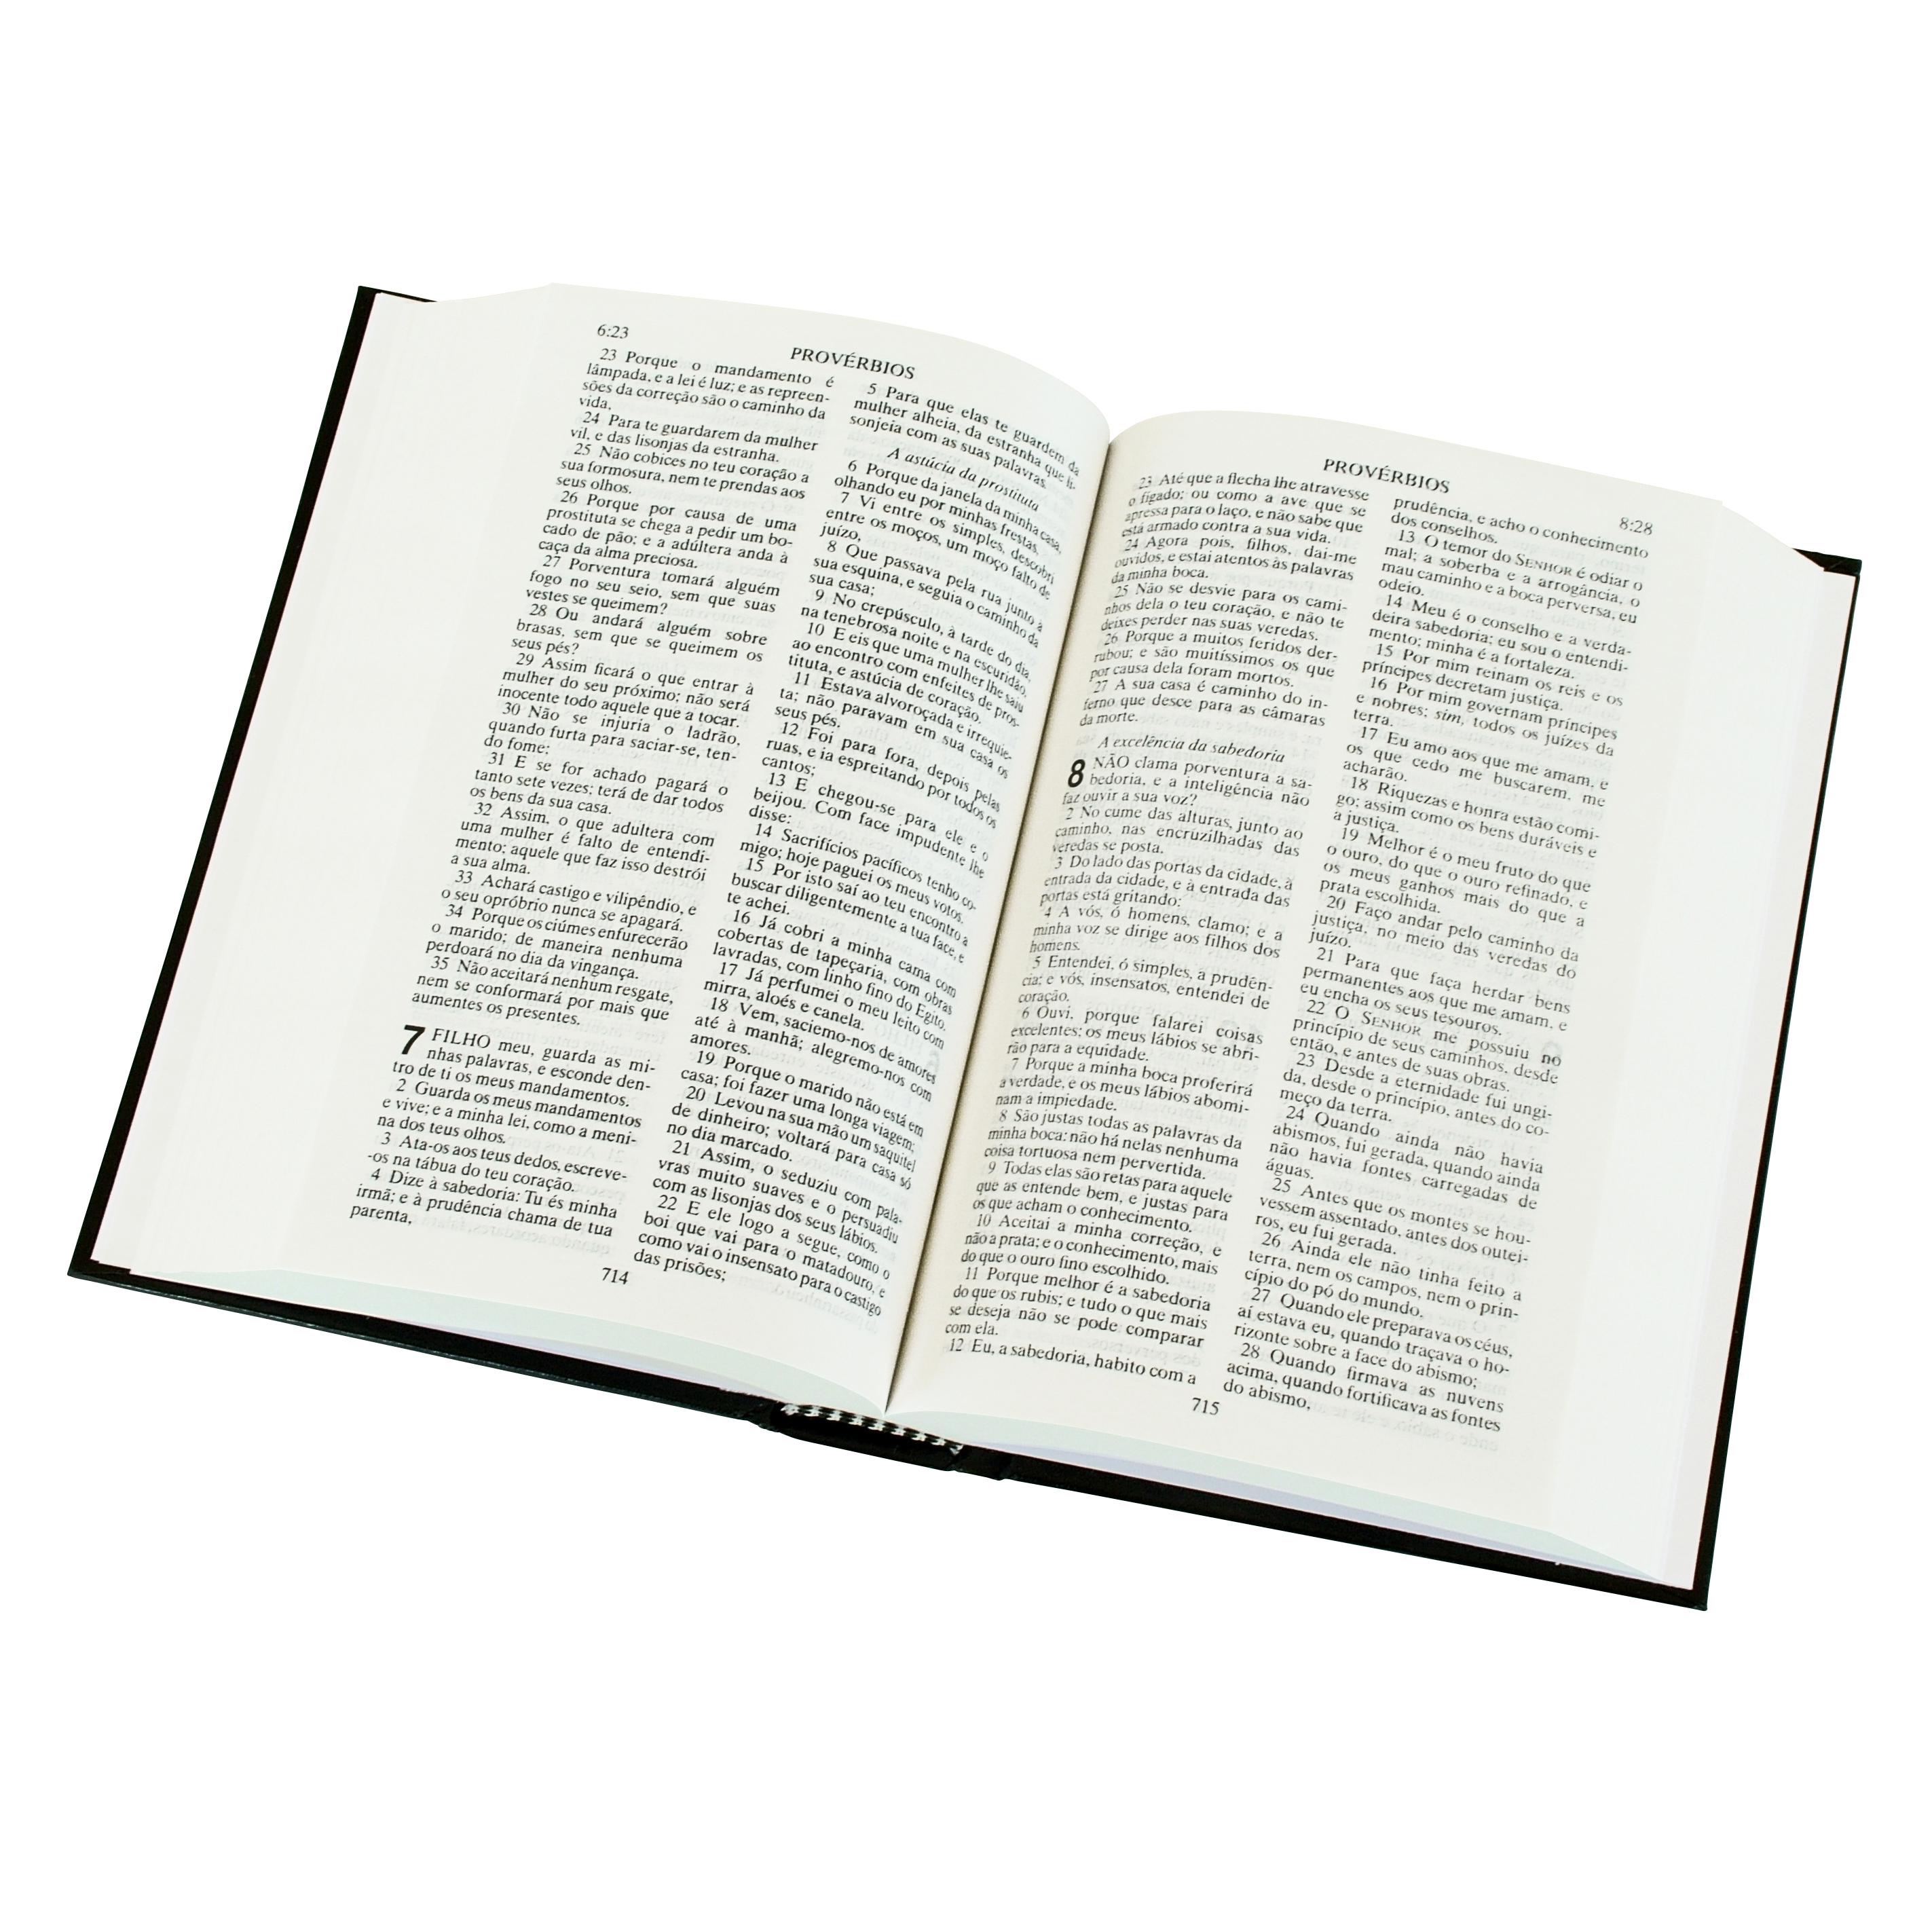 6:23
PROVÉRBIOS
23 Porque o mandamento é
lâmpada, e a lei é luz; e as repreen-
sões da correção são o caminho da
vida,
24 Para te guardarem da mulher
vil, e das lisonjas da estranha.
25 Não cobices no teu coração a
sua formosura, nem te prendas aos
seus olhos.
26 Porque por causa de uma
prostituta se chega a pedir um bo-
cado de pão; e a adúltera anda à
caça da alma preciosa.
27 Porventura tomará alguém
fogo no seu seio, sem que suas
vestes se queimem?
28 Ou andará alguém sobre
brasas, sem que se queimem os
seus pés?
29 Assim ficará o que entrar à
mulher do seu próximo; não será
inocente todo aquele que a tocar.
30 Não se injuria o ladrão,
quando furta para saciar-se, ten-
do fome;
31 E se for achado pagará o
tanto sete vezes; terá de dar todos
os bens da sua casa.
32 Assim, o que adultera com
uma mulher é falto de entendi-
mento; aquele que faz isso destrói
a sua alma.
33 Achará castigo e vilipêndio, e
o seu opróbrio nunca se apagará.
34 Porque os ciúmes enfurecerão
o marido; de maneira nenhuma
perdoará no dia da vingança.
35 Não aceitará nenhum resgate,
nem se conformará por mais que
aumentes os presentes.
7 FILHO meu, guarda as mi-
nhas palavras, e esconde den-
tro de ti os meus mandamentos.
2 Guarda os meus mandamentos
e vive; e a minha lei, como a meni-
na dos teus olhos.
3 Ata-os aos teus dedos, escreve-
-os na tábua do teu coração.
4 Dize à sabedoria: Tu és minha
irmã; e à prudência chama de tua
parenta,
5 Para que elas te guardem da
mulher alheia, da estranha que li-
sonjeia com as suas palavras.
A astúcia da prostituta
6 Porque da janela da minha casa,
olhando eu por minhas frestas,
7 Vi entre os simples, descobri
entre os moços, um moço falto de
juízo,
8 Que passava pela rua junto à
sua esquina, e seguia o caminho da
sua casa;
9 No crepúsculo, à tarde do dia,
na tenebrosa noite e na escuridão.
10 E eis que uma mulher lhe saiu
ao encontro com enfeites de pros-
tituta, e astúcia de coração.
11 Estava alvoroçada e irrequie-
ta; não paravam em sua casa os
seus pés.
12 Foi para fora, depois pelas
ruas, e ia espreitando por todos os
cantos;
13 E chegou-se para ele e o
beijou. Com face impudente lhe
disse:
14 Sacrifícios pacíficos tenho co-
migo; hoje paguei os meus votos.
15 Por isto saí ao teu encontro a
buscar diligentemente a tua face, e
te achei.
16 Já cobri a minha cama com
cobertas de tapeçaria, com obras
lavradas, com linho fino do Egito.
17 Já perfumei o meu leito com
mirra, aloés e canela.
18 Vem, saciemo-nos de amores
até à manhã; alegremo-nos com
amores.
19 Porque o marido não está em
casa; foi fazer uma longa viagem;
20 Levou na sua mão um saquitel
de dinheiro; voltará para casa só
no dia marcado.
21 Assim, o seduziu com pala-
vras muito suaves e o persuadiu
com as lisonjas dos seus lábios.
22 E ele logo a segue, como o
boi que vai para o matadouro, e
como vai o insensato para o castigo
das prisões;
714
PROVÉRBIOS
8:28
23 Até que a flecha lhe atravesse
o fígado; ou como a ave que se
apressa para o laço, e não sabe que
está armado contra a sua vida.
24 Agora pois, filhos, dai-me
ouvidos, e estai atentos às palavras
da minha boca.
25 Não se desvie para os cami-
nhos dela o teu coração, e não te
deixes perder nas suas veredas.
26 Porque a muitos feridos der-
rubou; e são muitíssimos os que
por causa dela foram mortos.
27 A sua casa é caminho do in-
ferno que desce para as câmaras
da morte.
A excelência da sabedoria
8 NÃO clama porventura a sa-
bedoria, e a inteligência não
faz ouvir a sua voz?
2 No cume das alturas, junto ao
caminho, nas encruzilhadas das
veredas se posta.
3 Do lado das portas da cidade, à
entrada da cidade, e à entrada das
portas está gritando:
4 A vós, ó homens, clamo; e a
minha voz se dirige aos filhos dos
homens.
5 Entendei, ó simples, a prudên-
cia; e vós, insensatos, entendei de
coração.
6 Ouvi, porque falarei coisas
excelentes; os meus lábios se abri-
rão para a equidade.
7 Porque a minha boca proferirá
a verdade, e os meus lábios abomi-
nam a impiedade.
8 São justas todas as palavras da
minha boca: não há nelas nenhuma
coisa tortuosa nem pervertida.
9 Todas elas são retas para aquele
que as entende bem, e justas para
os que acham o conhecimento.
10 Aceitai a minha correção, e
não a prata; e o conhecimento, mais
do que o ouro fino escolhido.
11 Porque melhor é a sabedoria
do que os rubis; e tudo o que mais
se deseja não se pode comparar
com ela.
12 Eu, a sabedoria, habito com a
prudência, e acho o conhecimento
dos conselhos.
13 O temor do SENHOR é odiar o
mal; a soberba e a arrogância, o
mau caminho e a boca perversa, eu
odeio.
14 Meu é o conselho e a verda-
deira sabedoria; eu sou o entendi-
mento; minha é a fortaleza.
15 Por mim reinam os reis e os
príncipes decretam justiça.
16 Por mim governam príncipes
e nobres; sim, todos os juízes da
terra.
17 Eu amo aos que me amam, e
os que cedo me buscarem, me
acharão.
18 Riquezas e honra estão comi-
go; assim como os bens duráveis e
a justiça.
19 Melhor é o meu fruto do que
o ouro, do que o ouro refinado, e
os meus ganhos mais do que a
prata escolhida.
20 Faço andar pelo caminho da
justiça, no meio das veredas do
juízo.
21 Para que faça herdar bens
permanentes aos que me amam, e
eu encha os seus tesouros.
22 O SENHOR me possuiu no
princípio de seus caminhos, desde
então, e antes de suas obras.
23 Desde a eternidade fui ungi-
da, desde o princípio, antes do co-
meço da terra.
24 Quando ainda não havia
abismos, fui gerada, quando ainda
não havia fontes carregadas de
águas.
25 Antes que os montes se hou-
vessem assentado, antes dos outei-
ros, eu fui gerada.
26 Ainda ele não tinha feito a
terra, nem os campos, nem o prin-
cípio do pó do mundo.
27 Quando ele preparava os céus,
aí estava eu, quando traçava o ho-
rizonte sobre a face do abismo;
28 Quando firmava as nuvens
acima, quando fortificava as fontes
do abismo,
715